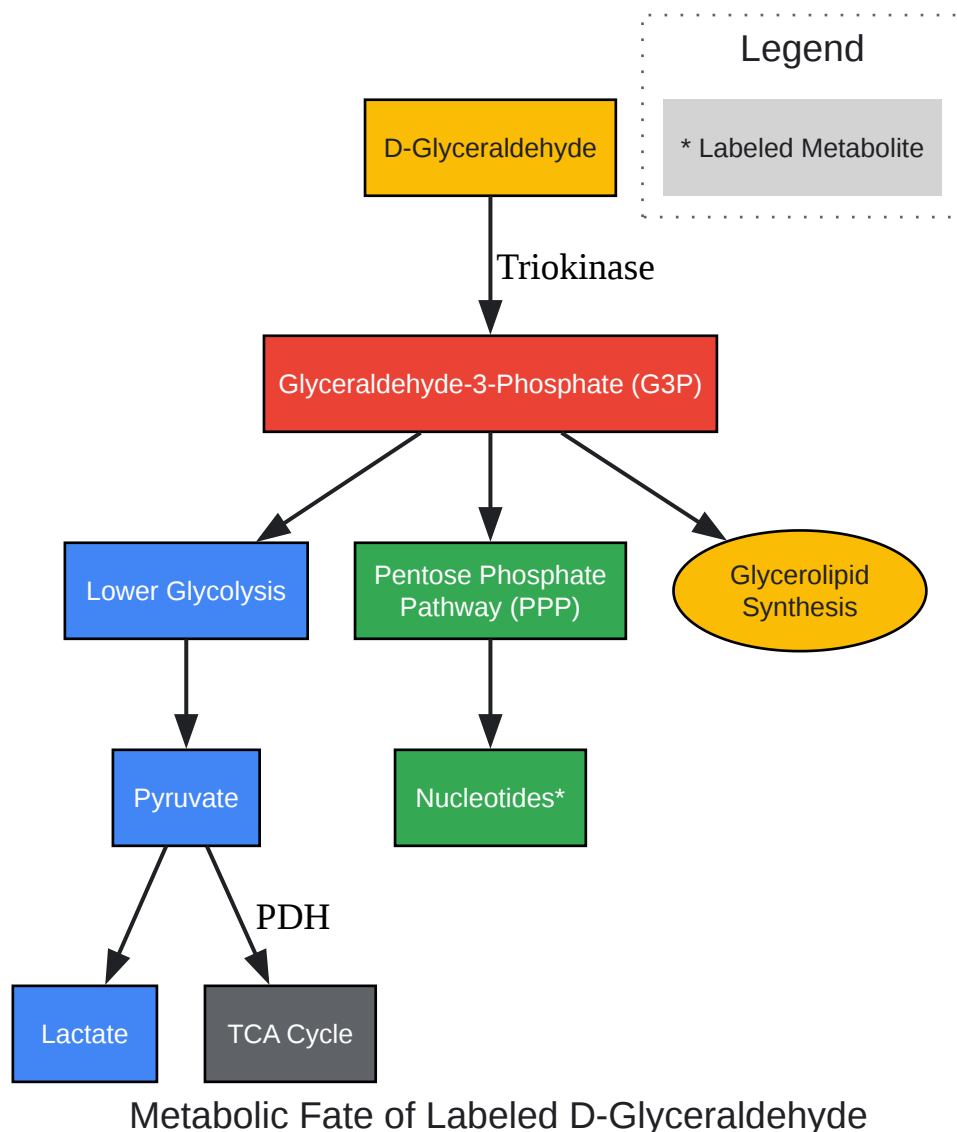 Legend
* Labeled Metabolite
D-Glyceraldehyde
Triokinase
Glyceraldehyde-3-Phosphate (G3P)
Lower Glycolysis
Pentose Phosphate
Pathway (PPP)
Glycerolipid
Synthesis
Pyruvate
Nucleotides*
PDH
Lactate
TCA Cycle
Metabolic Fate of Labeled D-Glyceraldehyde